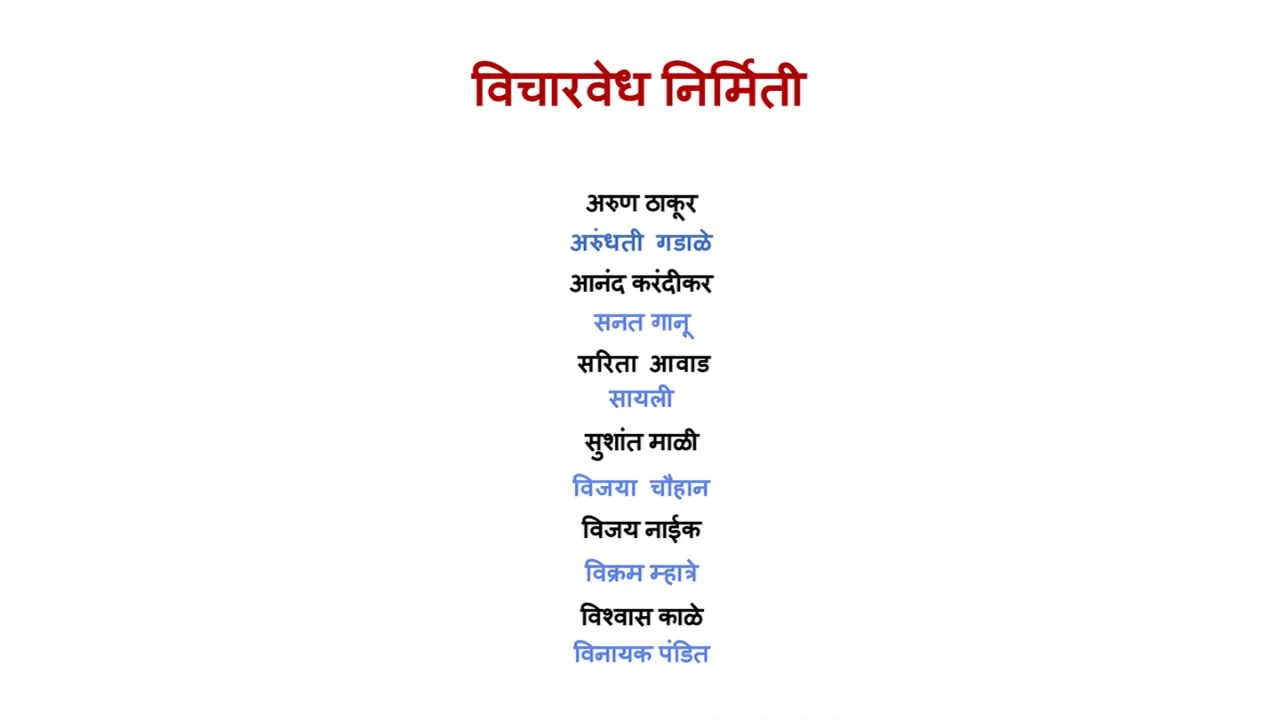 विचारवेध निर्मिती
अरुण ठाकूर
अरुंधती गडाळे
आनंद करंदीकर
सनत गानू
सरिता आवाड
सायली
सुशांत माळी
विजया चौहान
विजय नाईक
विक्रम म्हात्रे
विश्वास काळे
विनायक पंडित